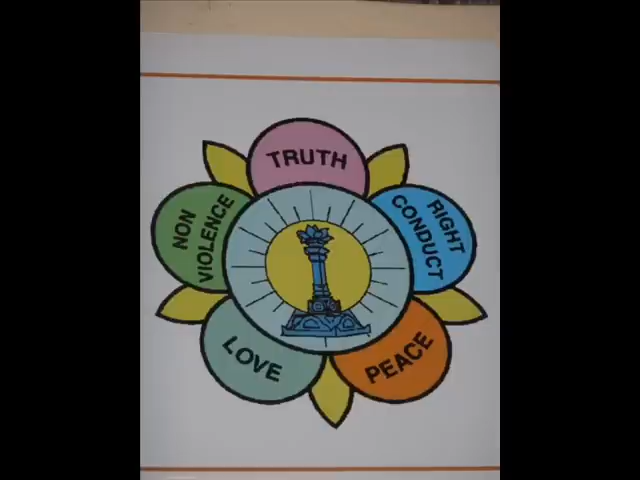 TRUTH
RIGHT
CONDUCT
PEACE
LOVE
NON
VIOLENCE